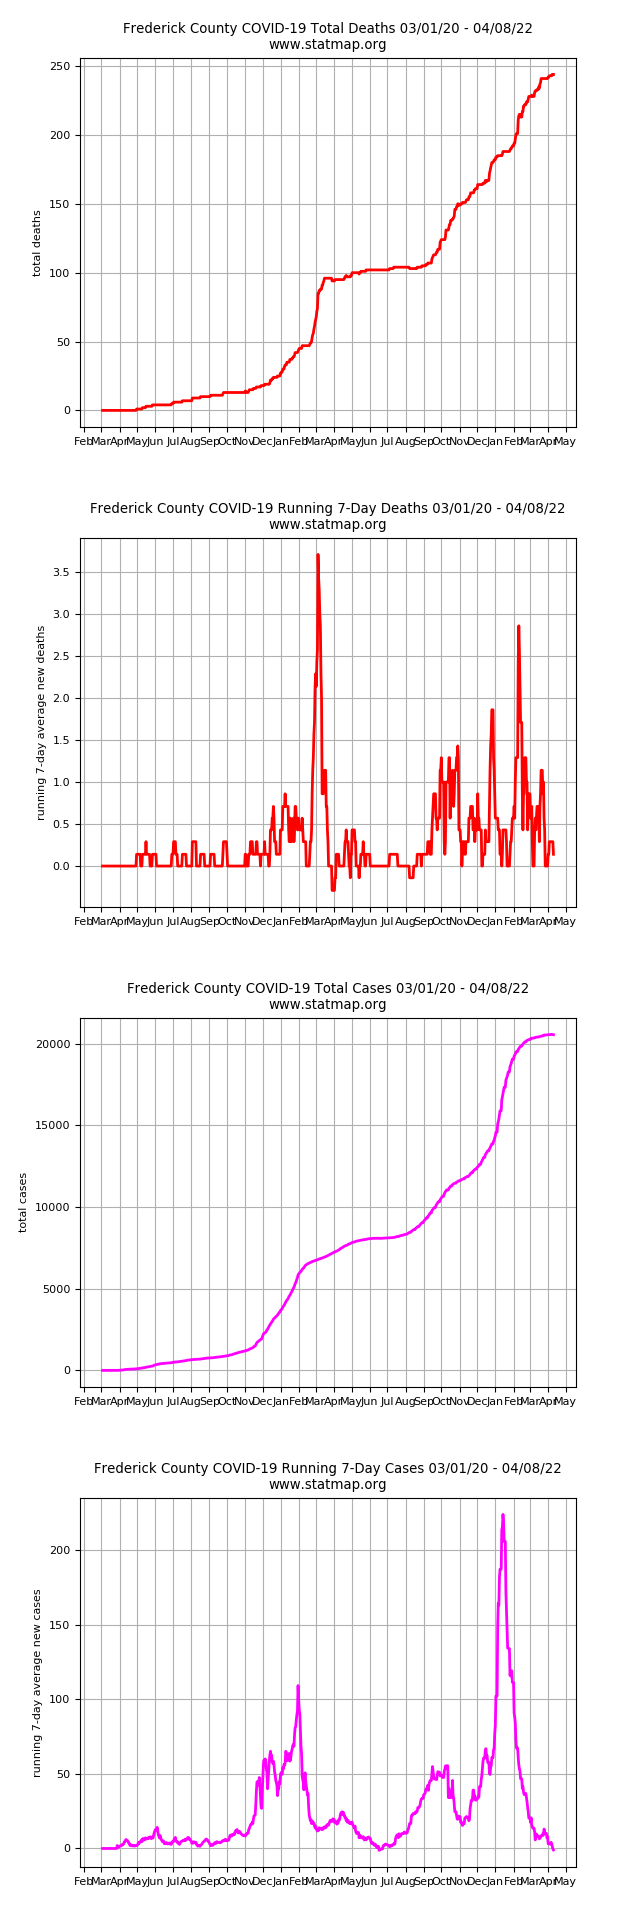 Frederick County COVID-19 Total Deaths 03/01/20 - 04/08/22
www.statmap.org
250
200
150
100
50
0
total deaths
Feb Mar Apr May Jun Jul Aug Sep Oct Nov Dec Jan Feb Mar Apr May Jun Jul Aug Sep Oct Nov Dec Jan Feb Mar Apr May
Frederick County COVID-19 Running 7-Day Deaths 03/01/20 - 04/08/22
www.statmap.org
3.5
3.0
2.5
2.0
1.5
1.0
0.5
0.0
running 7-day average new deaths
Feb Mar Apr May Jun Jul Aug Sep Oct Nov Dec Jan Feb Mar Apr May Jun Jul Aug Sep Oct Nov Dec Jan Feb Mar Apr May
Frederick County COVID-19 Total Cases 03/01/20 - 04/08/22
www.statmap.org
20000
15000
10000
5000
0
total cases
Feb Mar Apr May Jun Jul Aug Sep Oct Nov Dec Jan Feb Mar Apr May Jun Jul Aug Sep Oct Nov Dec Jan Feb Mar Apr May
Frederick County COVID-19 Running 7-Day Cases 03/01/20 - 04/08/22
www.statmap.org
200
150
100
50
0
running 7-day average new cases
Feb Mar Apr May Jun Jul Aug Sep Oct Nov Dec Jan Feb Mar Apr May Jun Jul Aug Sep Oct Nov Dec Jan Feb Mar Apr May